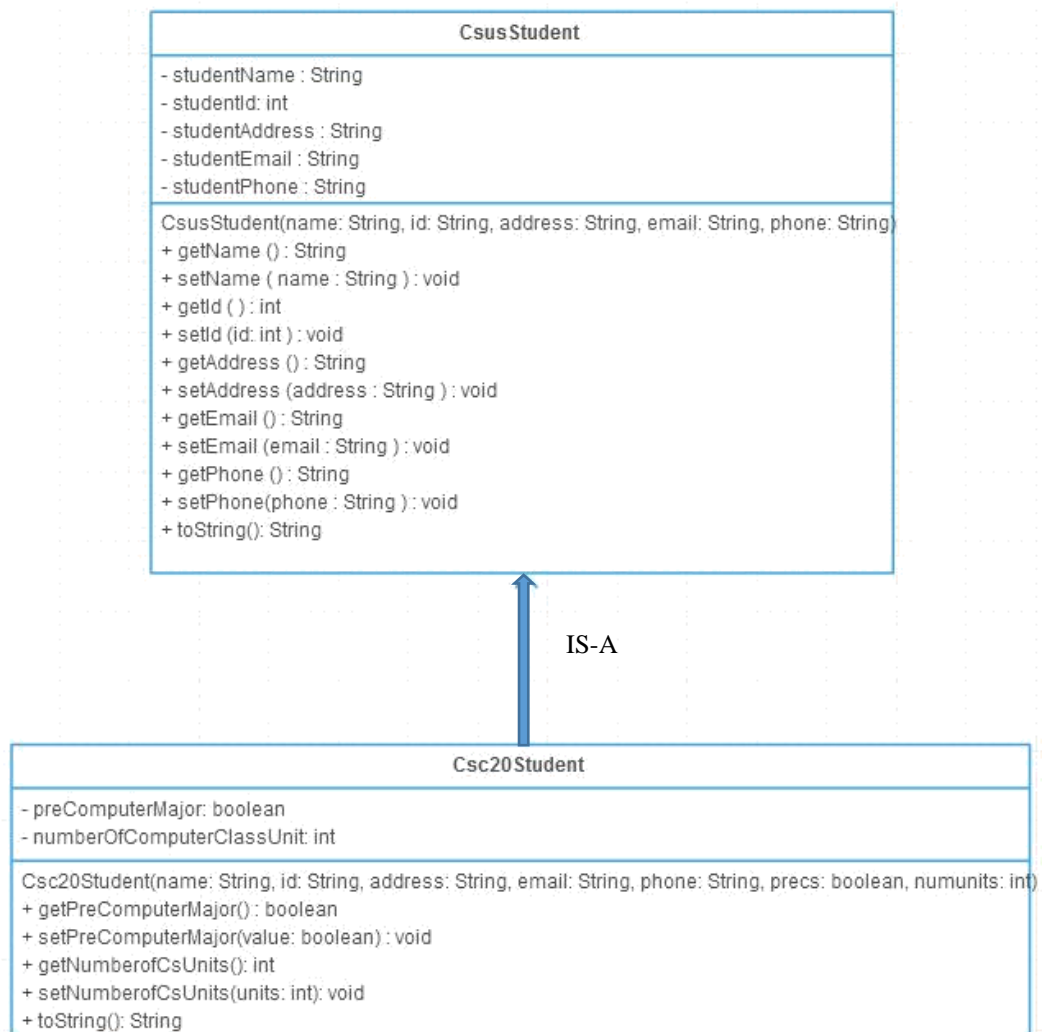 CsusStudent
- studentName : String
- studentId: int
- studentAddress : String
- studentEmail : String
- studentPhone : String
CsusStudent(name: String, id: String, address: String, email: String, phone: String)
+ getName () : String
+ setName ( name : String ) : void
+ getId ( ) : int
+ setId (id: int ) : void
+ getAddress () : String
+ setAddress (address : String ) : void
+ getEmail () : String
+ setEmail (email : String ) : void
+ getPhone () : String
+ setPhone(phone : String ) : void
+ toString(): String
IS-A
Csc20Student
- preComputerMajor: boolean
- numberOfComputerClassUnit: int
Csc20Student(name: String, id: String, address: String, email: String, phone: String, precs: boolean, numunits: int)
+ getPreComputerMajor() : boolean
+ setPreComputerMajor(value: boolean) : void
+ getNumberofCsUnits(): int
+ setNumberofCsUnits(units: int): void
+ toString(): String